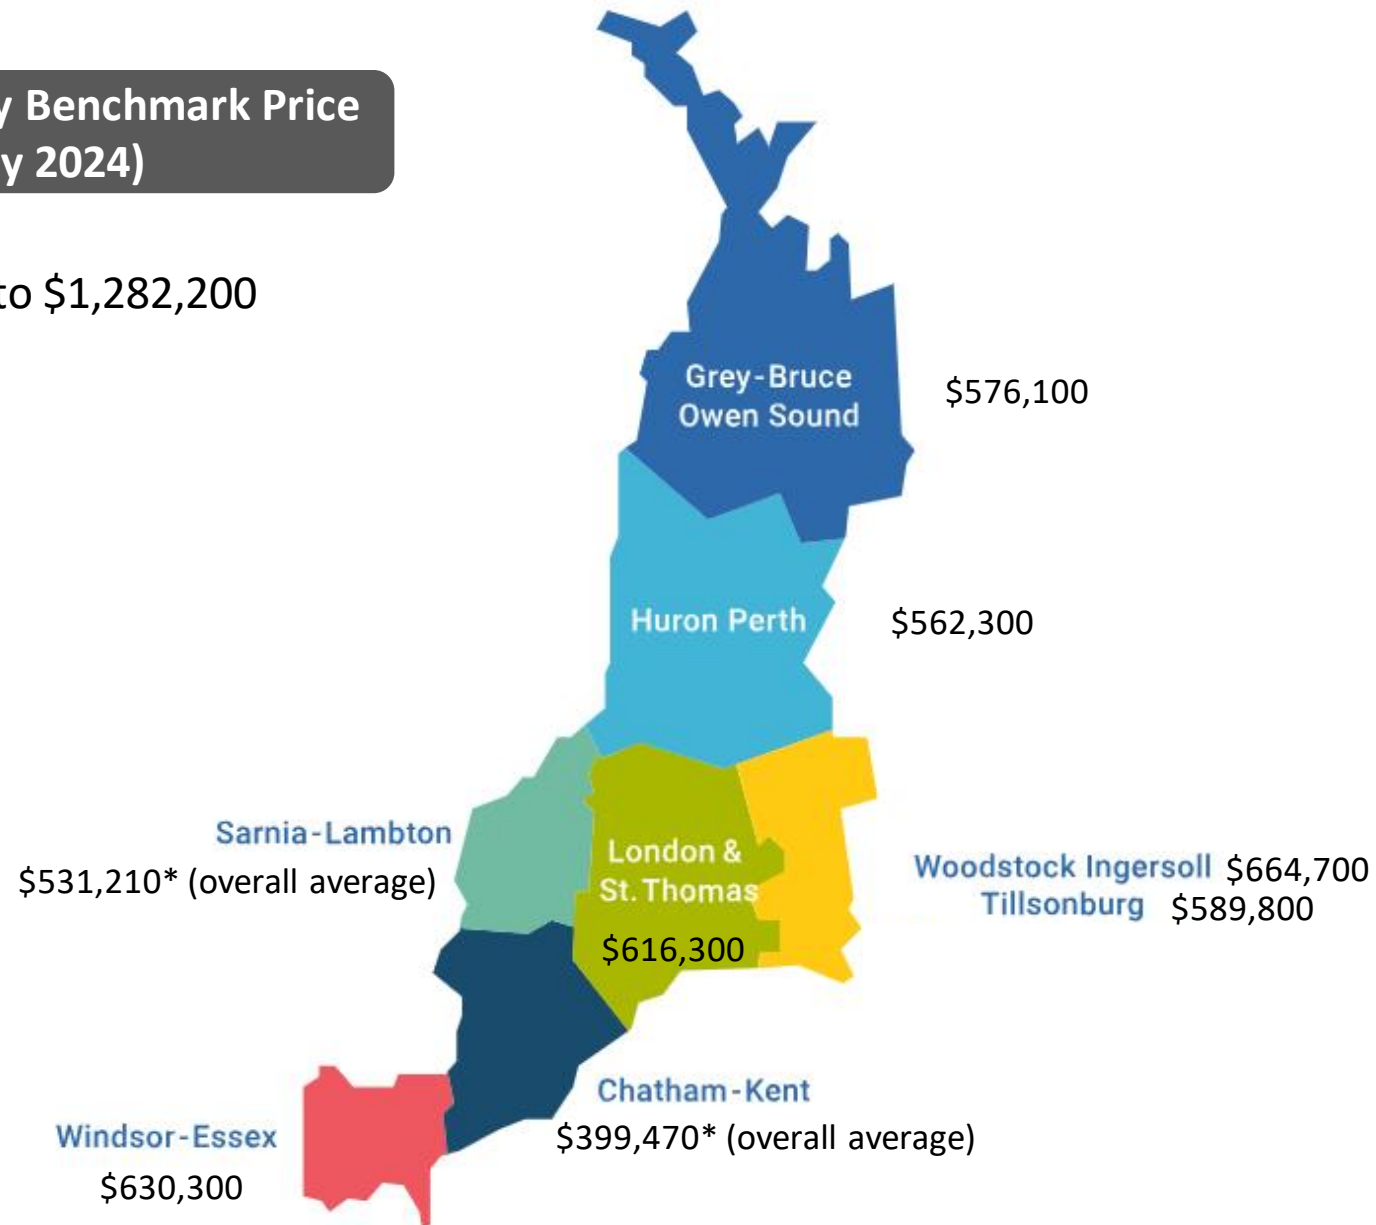 Benchmark Price
2024)
to $1,282,200
Grey-Bruce
Owen Sound
$576,100
Huron Perth
$562,300
Sarnia-Lambton
$531,210* (overall average)
London &
St. Thomas
$616,300
Woodstock Ingersoll $664,700
Tillsonburg $589,800
Chatham-Kent
$399,470* (overall average)
Windsor-Essex
$630,300